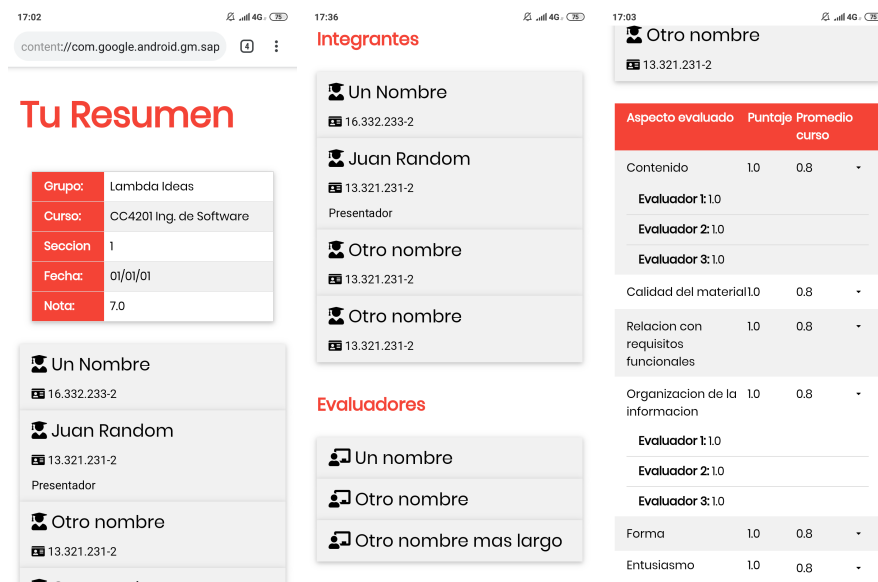 17:02
4G 75
content://com.google.android.gm.sap
4
Tu Resumen
Grupo: Lambda Ideas
Curso: CC4201 Ing. de Software
Seccion 1
Fecha: 01/01/01
Nota: 7.0
Un Nombre
16.332.233-2
Juan Random
13.321.231-2
Presentador
Otro nombre
13.321.231-2
17:36
4G 75
Integrantes
Un Nombre
16.332.233-2
Juan Random
13.321.231-2
Presentador
Otro nombre
13.321.231-2
Otro nombre
13.321.231-2
Evaluadores
Un nombre
Otro nombre
Otro nombre mas largo
17:03
4G 75
Otro nombre
13.321.231-2
Aspecto evaluado Puntaje Promedio
curso
Contenido 1.0 0.8
Evaluador 1: 1.0
Evaluador 2: 1.0
Evaluador 3: 1.0
Calidad del material 1.0 0.8
Relacion con 1.0 0.8
requisitos
funcionales
Organizacion de la 1.0 0.8
informacion
Evaluador 1: 1.0
Evaluador 2: 1.0
Evaluador 3: 1.0
Forma 1.0 0.8
Entusiasmo 1.0 0.8